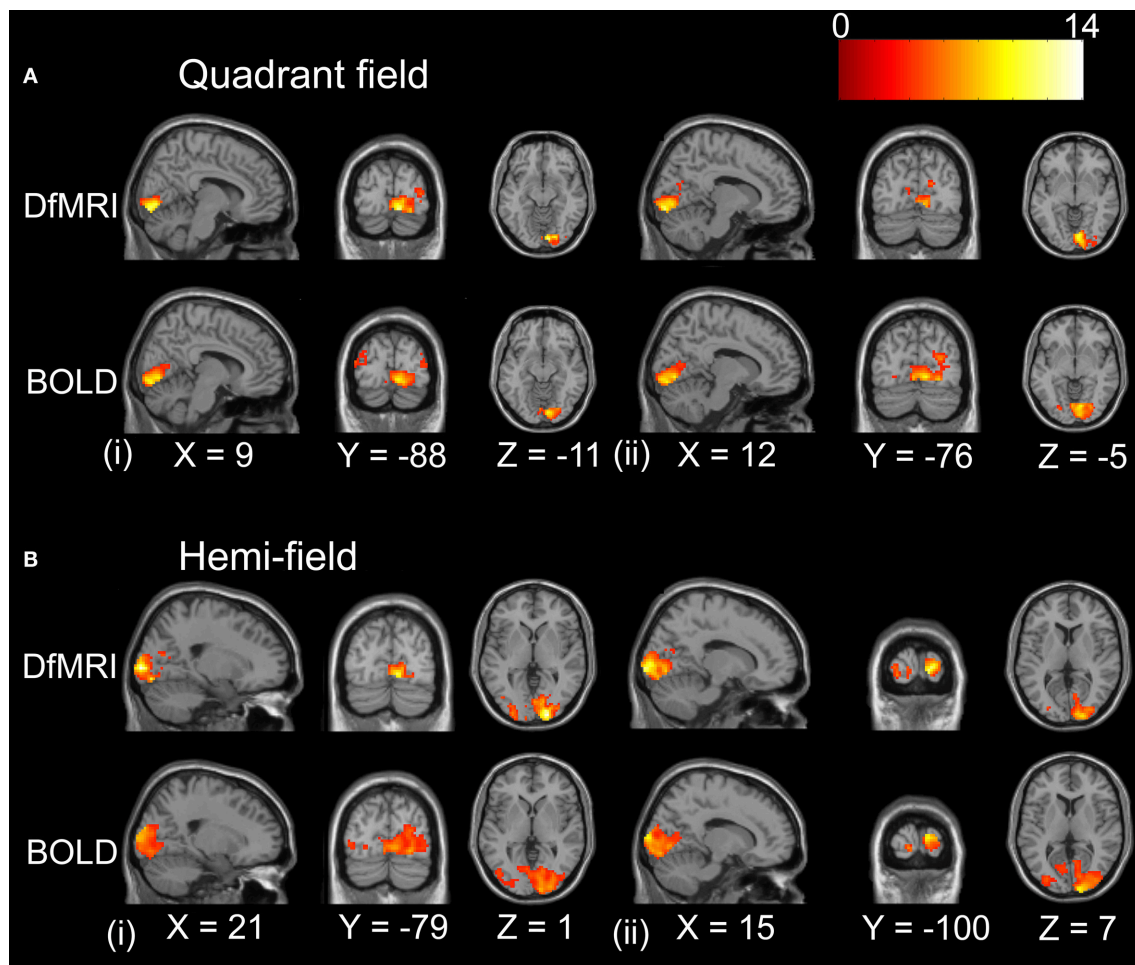 0 14
A Quadrant field
DfMRI
BOLD
(i) X = 9 Y = -88 Z = -11 (ii) X = 12 Y = -76 Z = -5
B Hemi-field
DfMRI
BOLD
(i) X = 21 Y = -79 Z = 1 (ii) X = 15 Y = -100 Z = 7